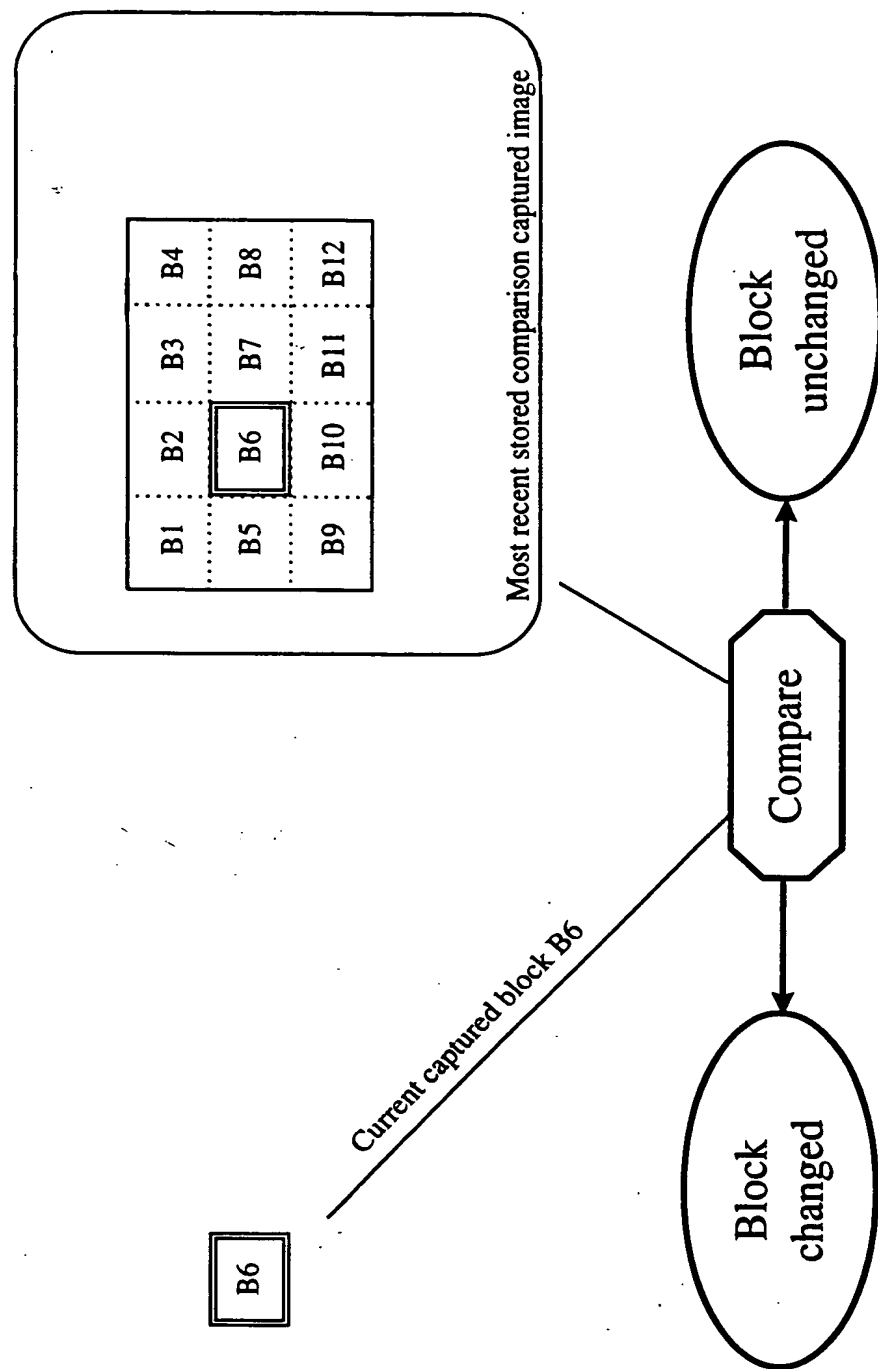 B6
B1 B2 B3 B4
B5 B6 B7 B8
B9 B10 B11 B12
Most recent stored comparison captured image
Current captured block B6
Compare
Block
changed
Block
unchanged